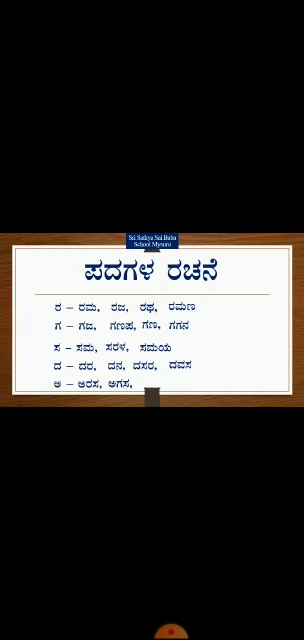 Sri Sathya Sai Baba
School Mysuru
ಪದಗಳ ರಚನೆ
ರ – ರಮ, ರಜ, ರಥ, ರಮಣ
ಗ – ಗಜ, ಗಣಪ, ಗಣ, ಗಗನ
ಸ – ಸಮ, ಸರಳ, ಸಮಯ
ದ – ದರ, ದನ, ದಸರ, ದವಸ
ಅ – ಅರಸ, ಅಗಸ,